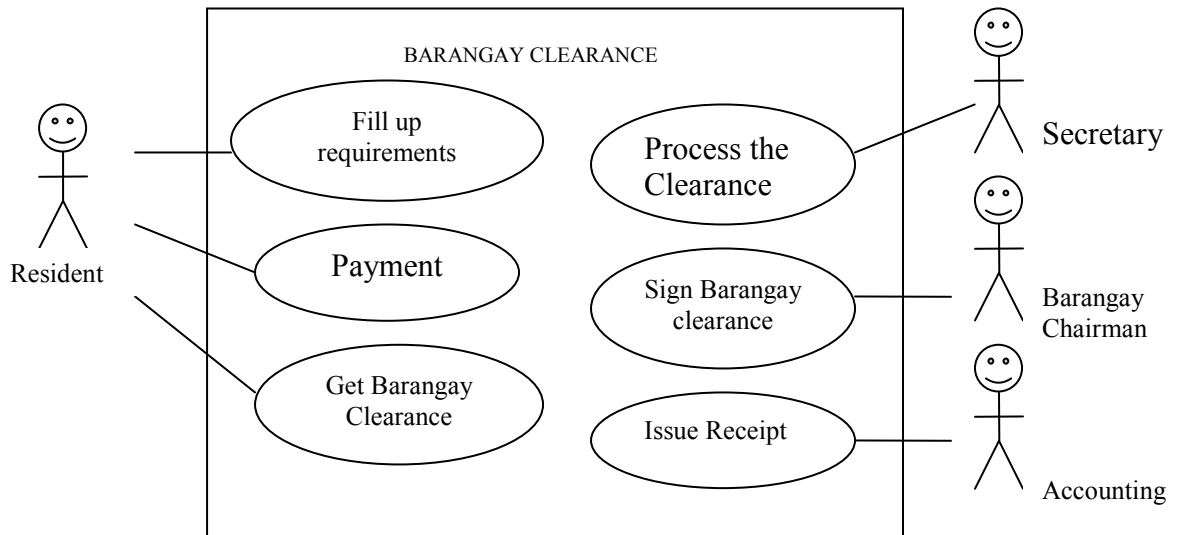 BARANGAY CLEARANCE
Fill up
requirements
Process the
Clearance
Secretary
Resident
Payment
Sign Barangay
clearance
Barangay
Chairman
Get Barangay
Clearance
Issue Receipt
Accounting